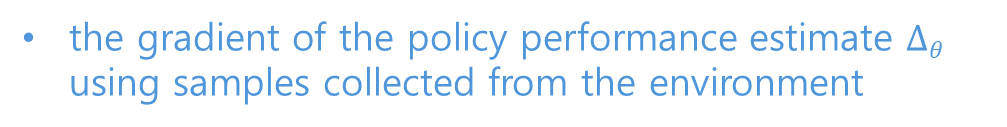 • the gradient of the policy performance estimate Δ_θ
using samples collected from the environment